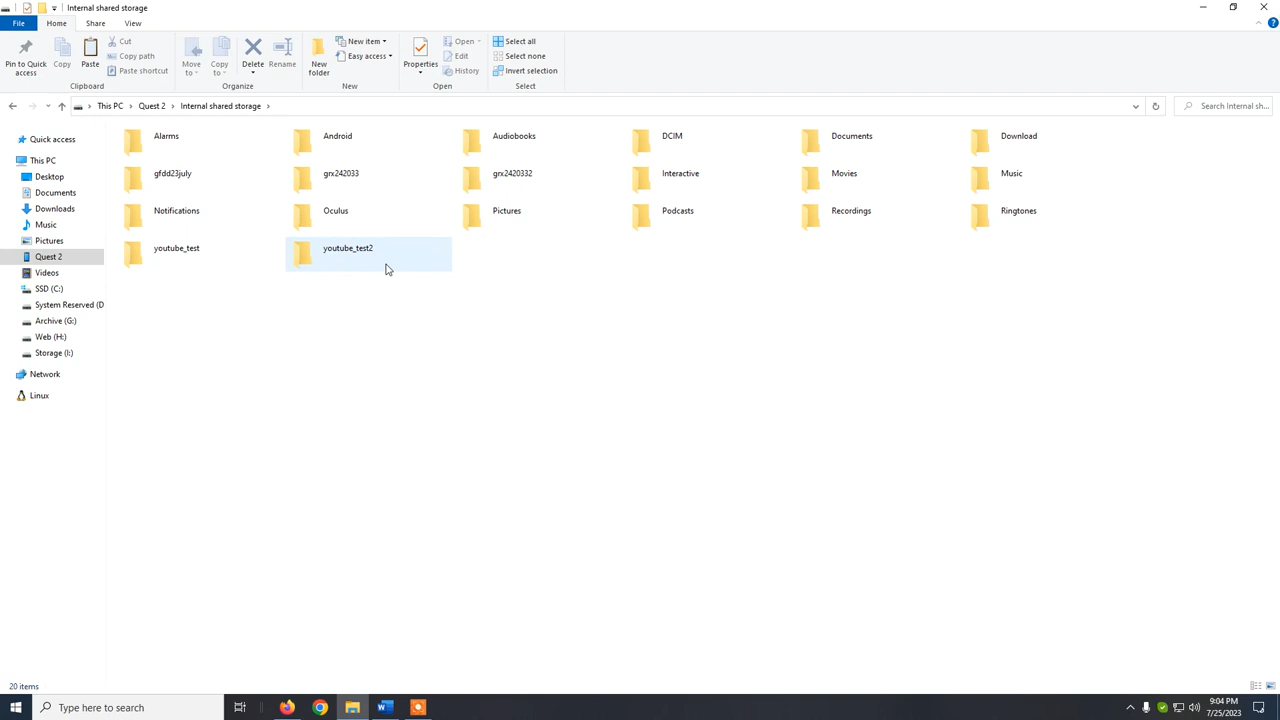 Internal shared storage
File Home Share View
Pin to Quick access
Copy
Paste
Cut
Copy path
Paste shortcut
Clipboard
Move to
Copy to
Delete
Rename
Organize
New folder
New item
Easy access
New
Properties
Open
Edit
History
Open
Select all
Select none
Invert selection
Select
This PC > Quest 2 > Internal shared storage >
Search Internal sh...
Quick access
This PC
Desktop
Documents
Downloads
Music
Pictures
Quest 2
Videos
SSD (C:)
System Reserved (D
Archive (G:)
Web (H:)
Storage (I:)
Network
Linux
Alarms Android Audiobooks DCIM Documents Download
gfdd23july grx242033 grx2420332 Interactive Movies Music
Notifications Oculus Pictures Podcasts Recordings Ringtones
youtube_test youtube_test2
20 items
Type here to search
9:04 PM
7/25/2023